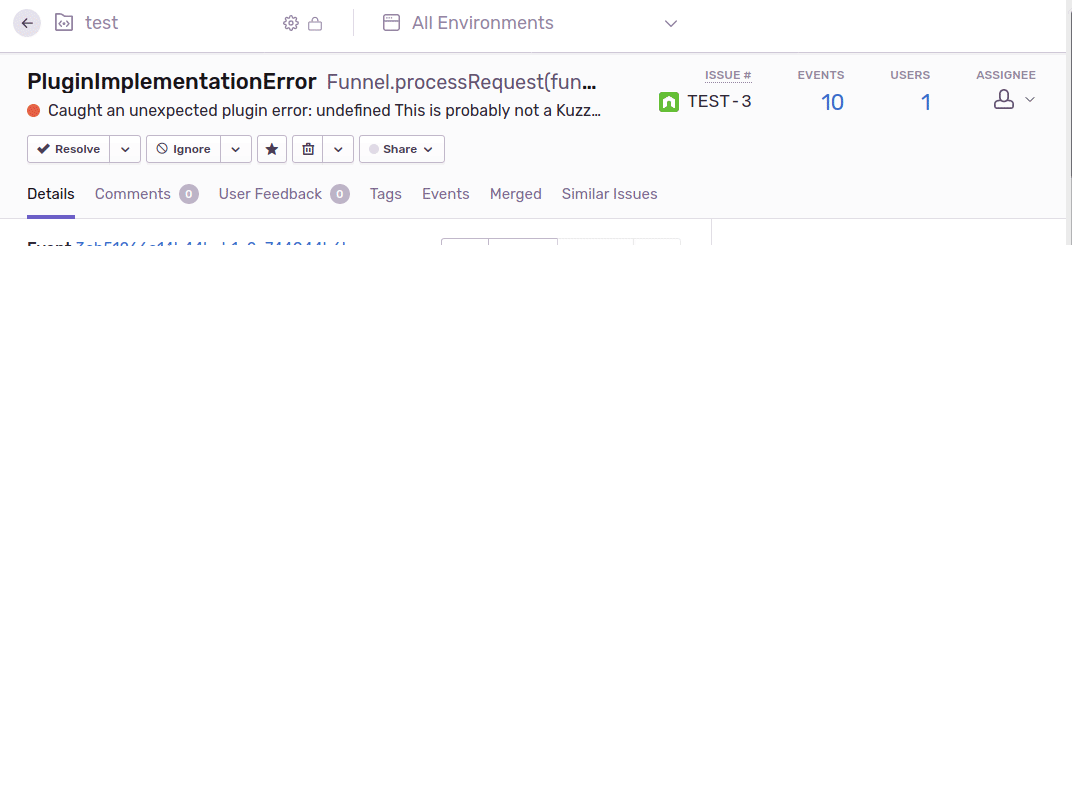 test
All Environments
PluginImplementationError Funnel.processRequest(fun...
ISSUE # EVENTS USERS ASSIGNEE
Caught an unexpected plugin error: undefined This is probably not a Kuzz...
TEST-3 10 1
Resolve Ignore Share
Details Comments 0 User Feedback 0 Tags Events Merged Similar Issues
Event